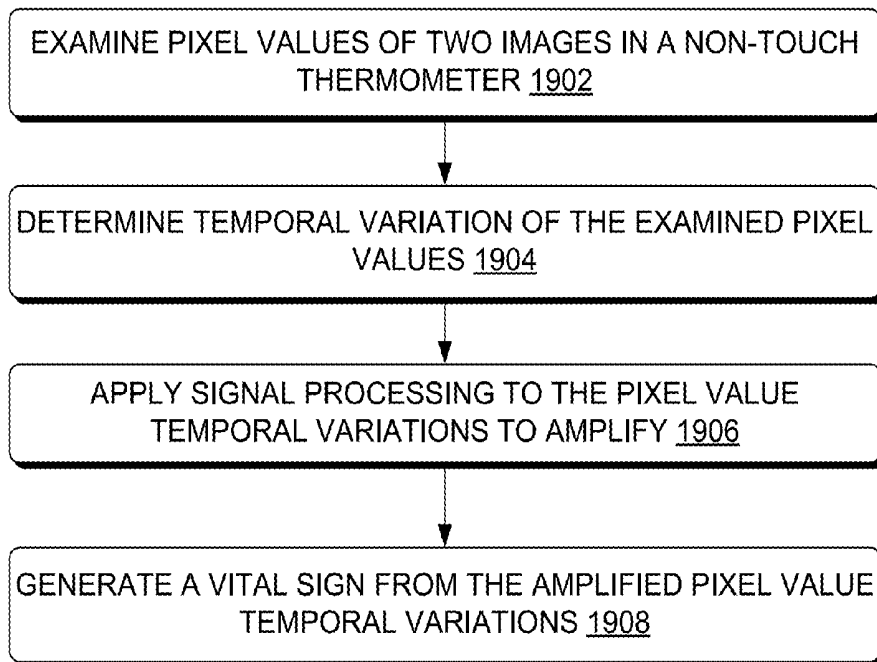 EXAMINE PIXEL VALUES OF TWO IMAGES IN A NON-TOUCH
THERMOMETER 1902
DETERMINE TEMPORAL VARIATION OF THE EXAMINED PIXEL
VALUES 1904
APPLY SIGNAL PROCESSING TO THE PIXEL VALUE
TEMPORAL VARIATIONS TO AMPLIFY 1906
GENERATE A VITAL SIGN FROM THE AMPLIFIED PIXEL VALUE
TEMPORAL VARIATIONS 1908